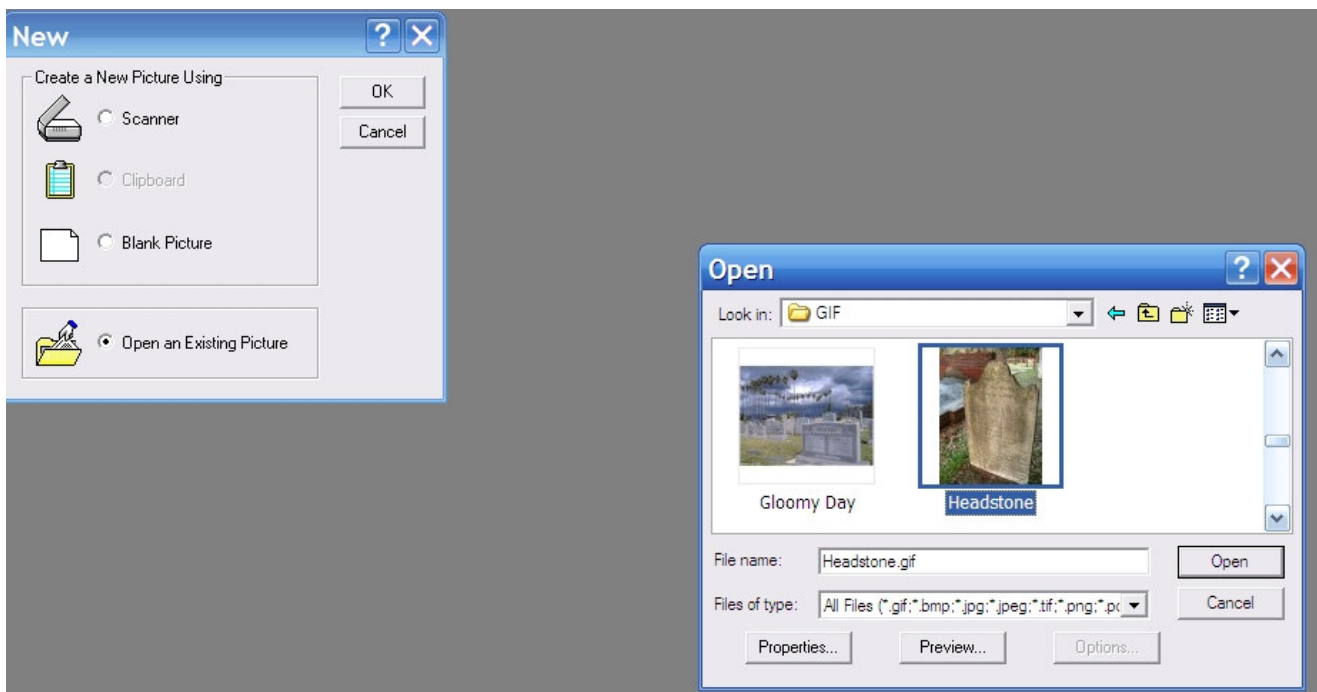 New
Create a New Picture Using
OK
Scanner
Cancel
Clipboard
Blank Picture
Open an Existing Picture
Open
Look in: GIF
Gloomy Day
Headstone
File name: Headstone.gif
Open
Files of type: All Files (*.gif;*.bmp;*.jpg;*.jpeg;*.tif;*.png;*.pc
Cancel
Properties...
Preview...
Options...